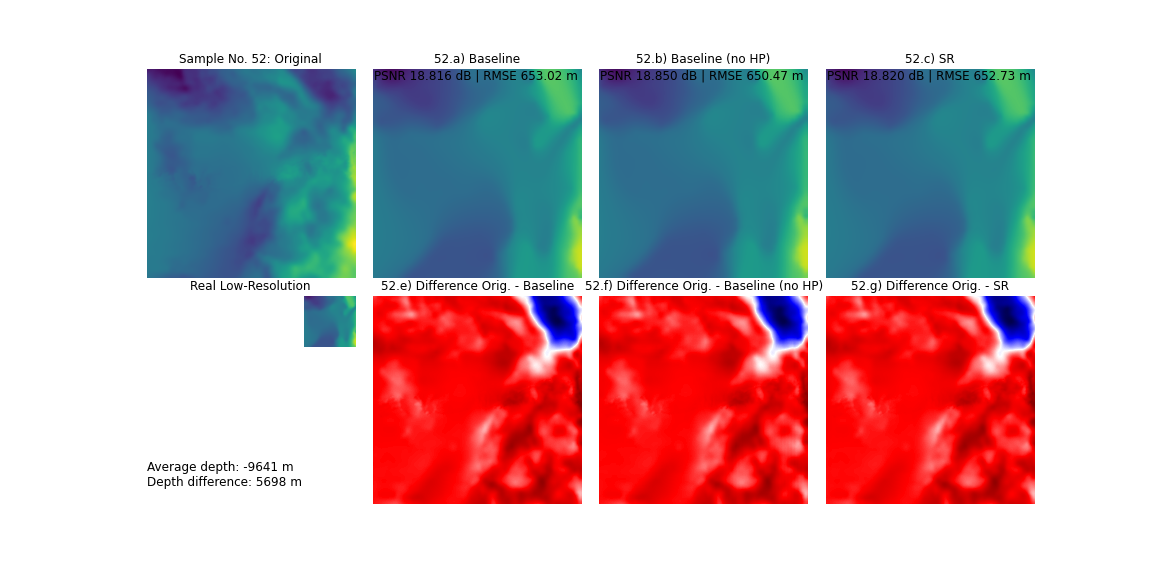 Sample No. 52: Original
52.a) Baseline
52.b) Baseline (no HP)
52.c) SR
PSNR 18.816 dB | RMSE 653.02 m
PSNR 18.850 dB | RMSE 650.47 m
PSNR 18.820 dB | RMSE 652.73 m
Real Low-Resolution
52.e) Difference Orig. - Baseline
52.f) Difference Orig. - Baseline (no HP)
52.g) Difference Orig. - SR
Average depth: -9641 m
Depth difference: 5698 m